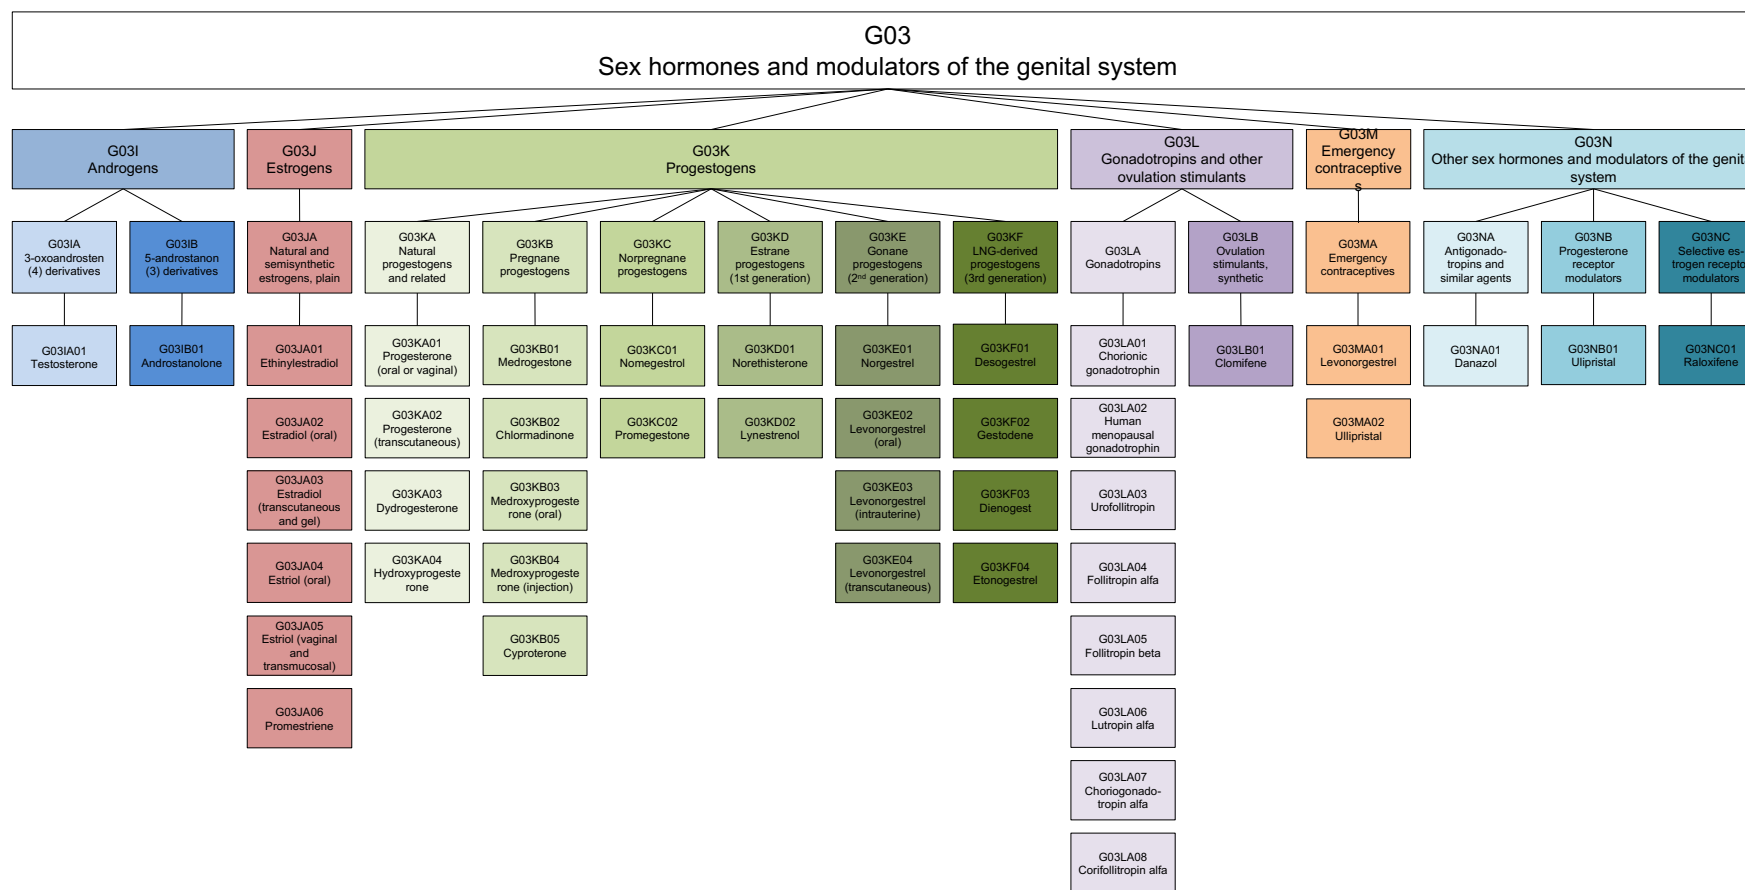 G03
Sex hormones and modulators of the genital system
G03I
Androgens
G03J
Estrogens
G03K
Progestogens
G03L
Gonadotropins and other
ovulation stimulants
G03M
Emergency
contraceptive
s
G03N
Other sex hormones and modulators of the genit
system
G03IA
3-oxoandrosten
(4) derivatives
G03IB
5-androstanon
(3) derivatives
G03JA
Natural and
semisynthetic
estrogens, plain
G03KA
Natural
progestogens
and related
G03KB
Pregnane
progestogens
G03KC
Norpregnane
progestogens
G03KD
Estrane
progestogens
(1st generation)
G03KE
Gonane
progestogens
(2nd generation)
G03KF
LNG-derived
progestogens
(3rd generation)
G03LA
Gonadotropins
G03LB
Ovulation
stimulants,
synthetic
G03MA
Emergency
contraceptives
G03NA
Antigonado-
tropins and
similar agents
G03NB
Progesterone
receptor
modulators
G03NC
Selective es-
trogen receptor
modulators
G03IA01
Testosterone
G03IB01
Androstanolone
G03JA01
Ethinylestradiol
G03KA01
Progesterone
(oral or vaginal)
G03KB01
Medrogestone
G03KC01
Nomegestrol
G03KD01
Norethisterone
G03KE01
Norgestrel
G03KF01
Desogestrel
G03LA01
Chorionic
gonadotrophin
G03LB01
Clomifene
G03MA01
Levonorgestrel
G03NA01
Danazol
G03NB01
Ulipristal
G03NC01
Raloxifene
G03JA02
Estradiol (oral)
G03KA02
Progesterone
(transcutaneous)
G03KB02
Chlormadinone
G03KC02
Promegestone
G03KD02
Lynestrenol
G03KE02
Levonorgestrel
(oral)
G03KF02
Gestodene
G03LA02
Human
menopausal
gonadotrophin
G03MA02
Ullipristal
G03JA03
Estradiol
(transcutaneous
and gel)
G03KA03
Dydrogesterone
G03KB03
Medroxyprogeste
rone (oral)
G03KE03
Levonorgestrel
(intrauterine)
G03KF03
Dienogest
G03LA03
Urofollitropin
G03JA04
Estriol (oral)
G03KA04
Hydroxyprogeste
rone
G03KB04
Medroxyprogeste
rone (injection)
G03KE04
Levonorgestrel
(transcutaneous)
G03KF04
Etonogestrel
G03LA04
Follitropin alfa
G03JA05
Estriol (vaginal
and
transmucosal)
G03KB05
Cyproterone
G03LA05
Follitropin beta
G03JA06
Promestriene
G03LA06
Lutropin alfa
G03LA07
Choriogonado-
tropin alfa
G03LA08
Corifollitropin alfa